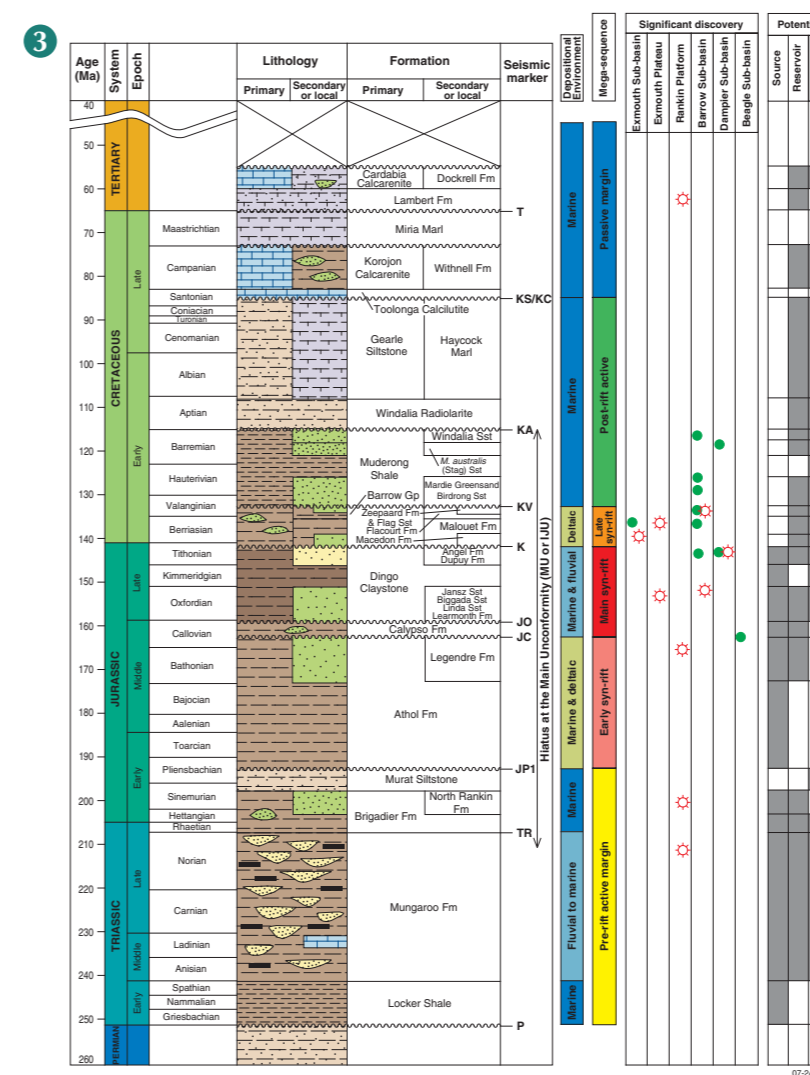 3
Age (Ma)
System
Epoch
Lithology
Primary
Secondary or local
Formation
Primary
Secondary or local
Seismic marker
Depositional Environment
Mega-sequence
Significant discovery
Exmouth Sub-basin
Exmouth Plateau
Rankin Platform
Barrow Sub-basin
Dampier Sub-basin
Beagle Sub-basin
Potent
Source
Reservoir
40
50
60
70
80
90
100
110
120
130
140
150
160
170
180
190
200
210
220
230
240
250
260
TERTIARY
CRETACEOUS
JURASSIC
TRIASSIC
PERMIAN
Late
Early
Late
Middle
Early
Late
Middle
Early
Maastrichtian
Campanian
Santonian
Coniacian
Turonian
Cenomanian
Albian
Aptian
Barremian
Hauterivian
Valanginian
Berriasian
Tithonian
Kimmeridgian
Oxfordian
Callovian
Bathonian
Bajocian
Aalenian
Toarcian
Pliensbachian
Sinemurian
Hettangian
Rhaetian
Norian
Carnian
Ladinian
Anisian
Spathian
Nammalian
Griesbachian
Cardabia Calcarenite
Dockrell Fm
Lambert Fm
Miria Marl
Korojon Calcarenite
Withnell Fm
Toolonga Calcilutite
Gearle Siltstone
Haycock Marl
Windalia Radiolarite
Muderong Shale
Windalia Sst
M. australis (Stag) Sst
Mardie Greensand
Birdrong Sst
Barrow Gp
Zeepaard Fm
& Flag Sst
Flacourt Fm
Malouet Fm
Macedon Fm
Angel Fm
Dupuy Fm
Dingo Claystone
Jansz Sst
Biggada Sst
Linda Sst
Learmonth Fm
Calypso Fm
Legendre Fm
Athol Fm
Murat Siltstone
North Rankin Fm
Brigadier Fm
Mungaroo Fm
Locker Shale
T
KS/KC
KA
KV
K
JO
JC
JP1
TR
P
Hiatus at the Main Unconformity (MU or IJU)
Marine
Marine
Deltaic
Marine & fluvial
Marine & deltaic
Marine
Fluvial to marine
Marine
Passive margin
Post-rift active
Late syn-rift
Main syn-rift
Early syn-rift
Pre-rift active margin